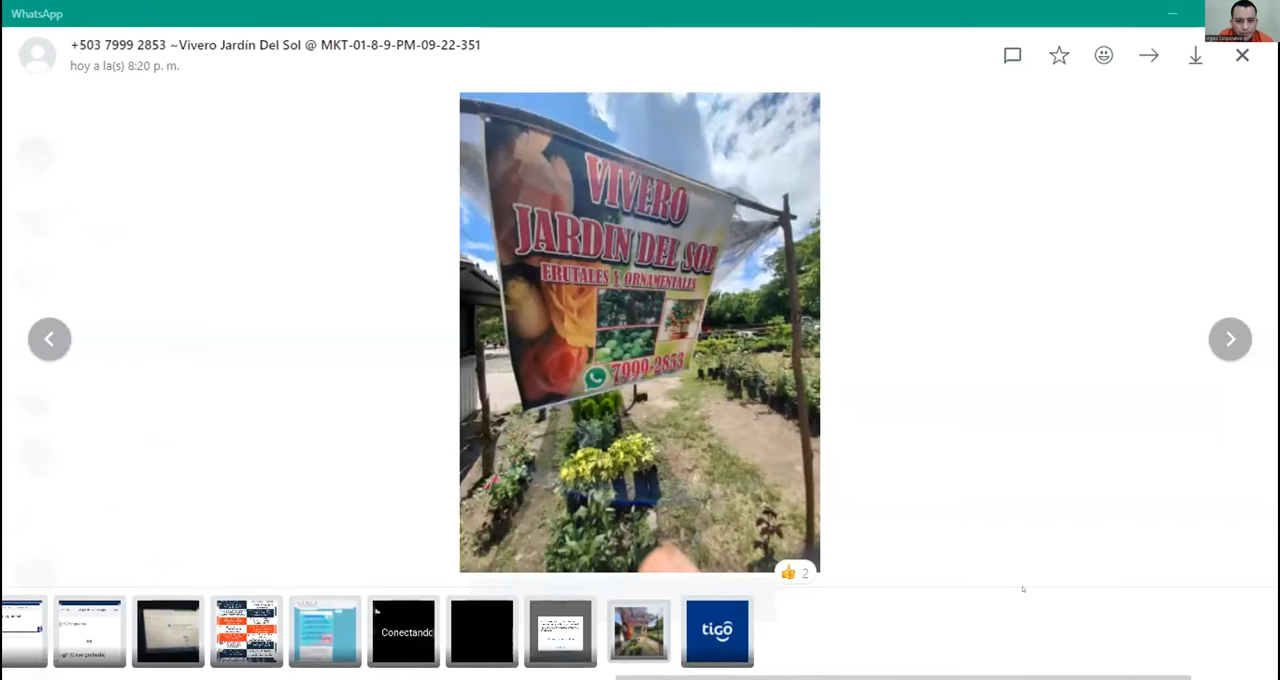 WhatsApp
+503 7999 2853 ~Vivero Jardín Del Sol @ MKT-01-8-9-PM-09-22-351
hoy a la(s) 8:20 p. m.
VIVERO
JARDIN DEL SOL
FRUTALES Y ORNAMENTALES
7999-2853
👍 2
Conectando
tigo